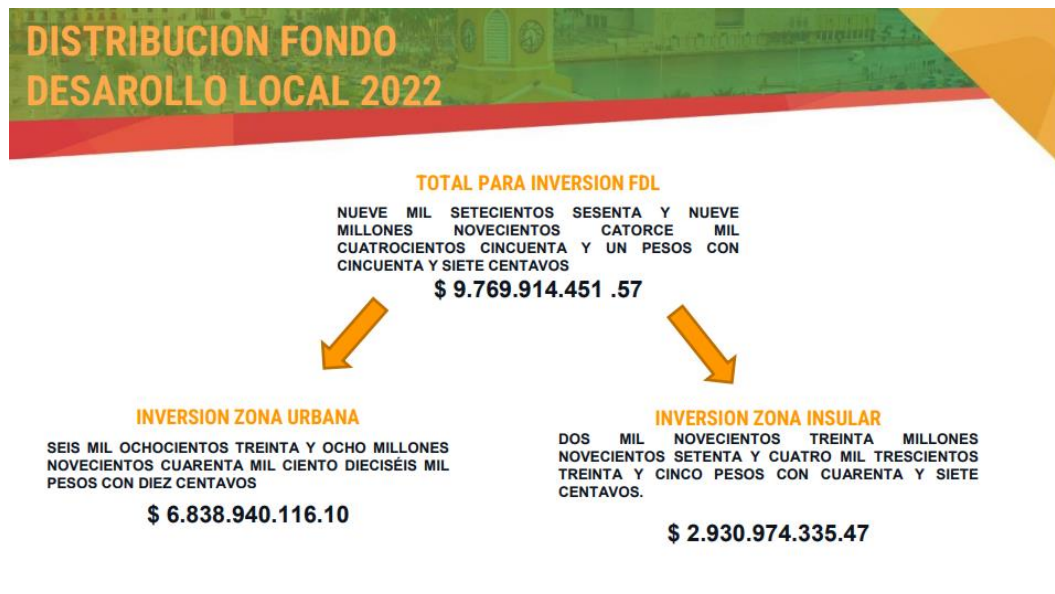 DISTRIBUCION FONDO
DESAROLLO LOCAL 2022
TOTAL PARA INVERSION FDL
NUEVE MIL SETECIENTOS SESENTA Y NUEVE
MILLONES NOVECIENTOS CATORCE MIL
CUATROCIENTOS CINCUENTA Y UN PESOS CON
CINCUENTA Y SIETE CENTAVOS
$ 9.769.914.451 .57
INVERSION ZONA URBANA
SEIS MIL OCHOCIENTOS TREINTA Y OCHO MILLONES
NOVECIENTOS CUARENTA MIL CIENTO DIECISÉIS MIL
PESOS CON DIEZ CENTAVOS
$ 6.838.940.116.10
INVERSION ZONA INSULAR
DOS MIL NOVECIENTOS TREINTA MILLONES
NOVECIENTOS SETENTA Y CUATRO MIL TRESCIENTOS
TREINTA Y CINCO PESOS CON CUARENTA Y SIETE
CENTAVOS.
$ 2.930.974.335.47